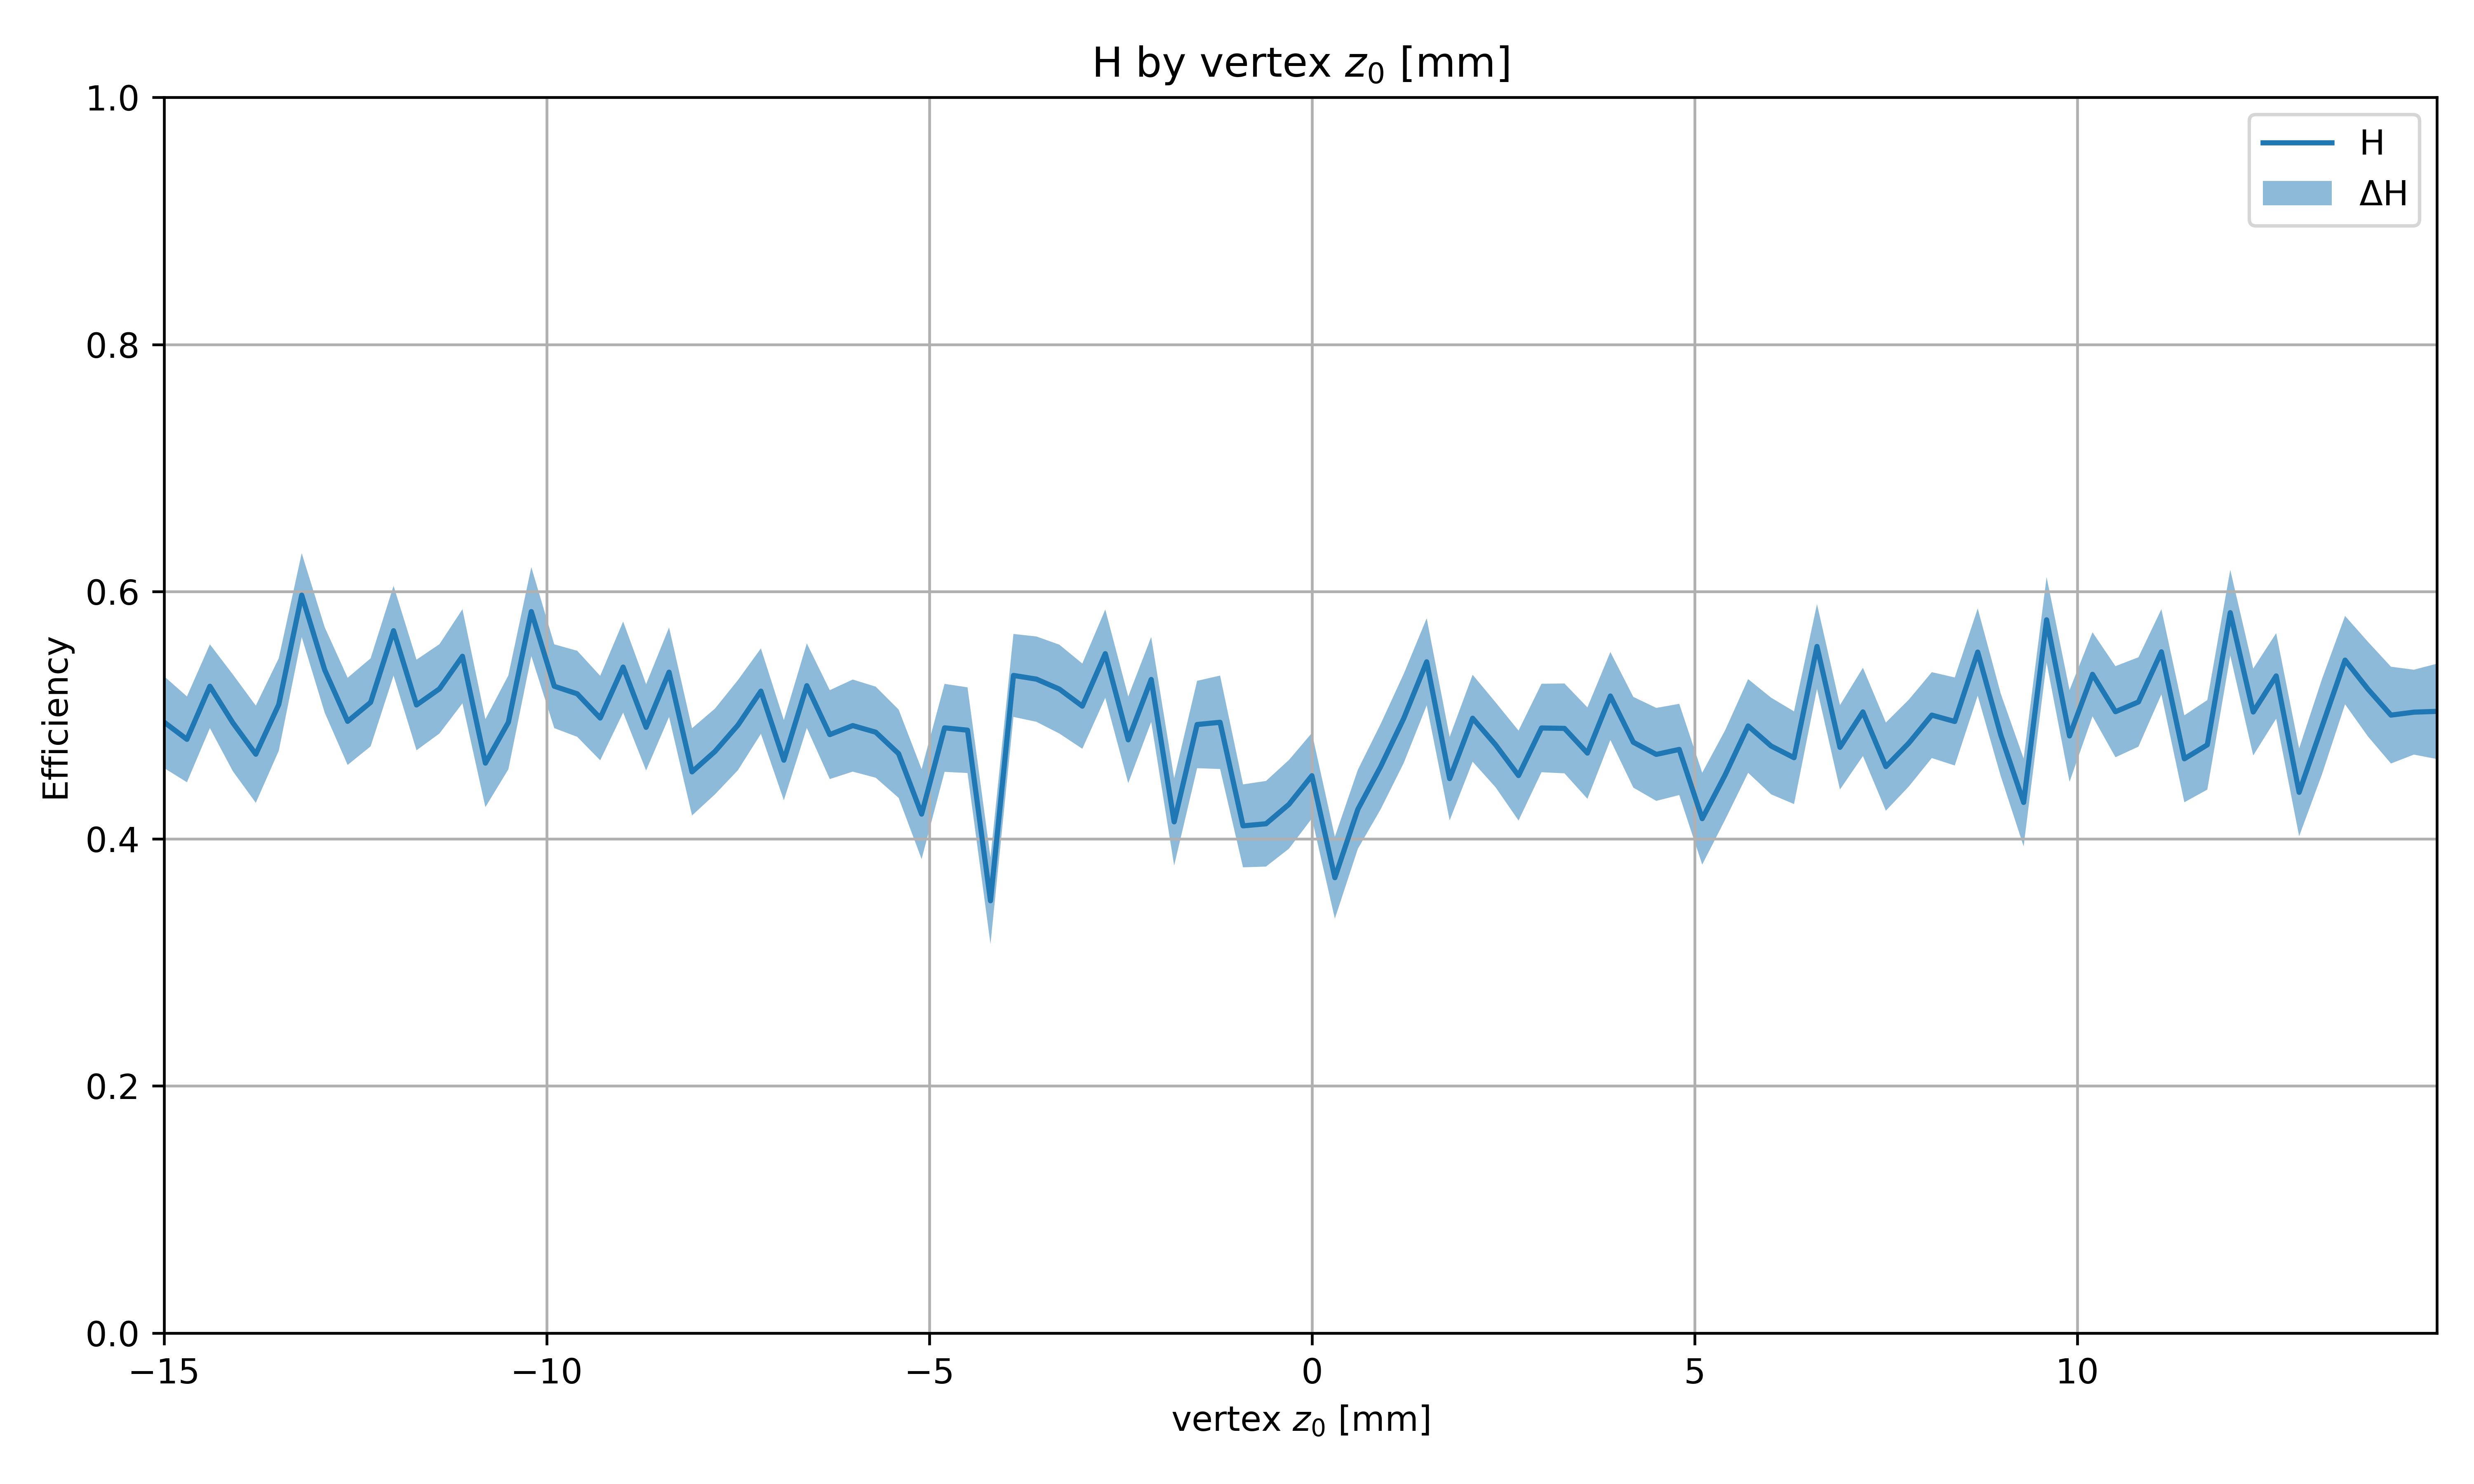 H by vertex z₀ [mm]
1.0
0.8
0.6
0.4
0.2
0.0
Efficiency
H
ΔH
−15 −10 −5 0 5 10
vertex z₀ [mm]